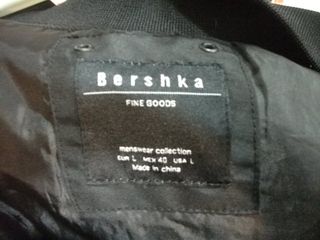 Bershka
FINE GOODS
menswear collection
EUR L MEX 40 USA L
Made in china